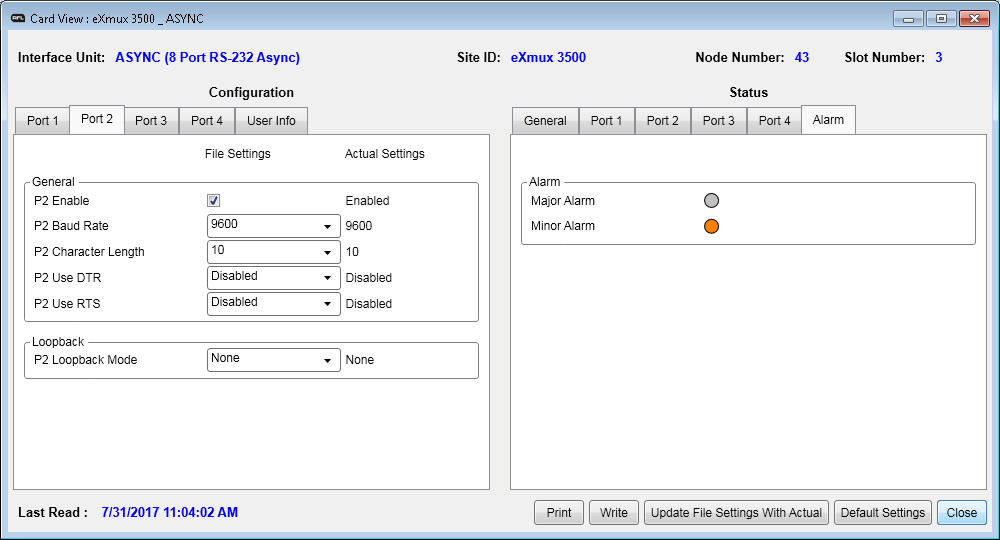 AFL Card View : eXmux 3500 _ ASYNC
Interface Unit: ASYNC (8 Port RS-232 Async) Site ID: eXmux 3500 Node Number: 43 Slot Number: 3
Configuration
Port 1 Port 2 Port 3 Port 4 User Info
File Settings Actual Settings
General
P2 Enable Enabled
P2 Baud Rate 9600 9600
P2 Character Length 10 10
P2 Use DTR Disabled Disabled
P2 Use RTS Disabled Disabled
Loopback
P2 Loopback Mode None None
Status
General Port 1 Port 2 Port 3 Port 4 Alarm
Alarm
Major Alarm
Minor Alarm
Last Read : 7/31/2017 11:04:02 AM
Print Write Update File Settings With Actual Default Settings Close